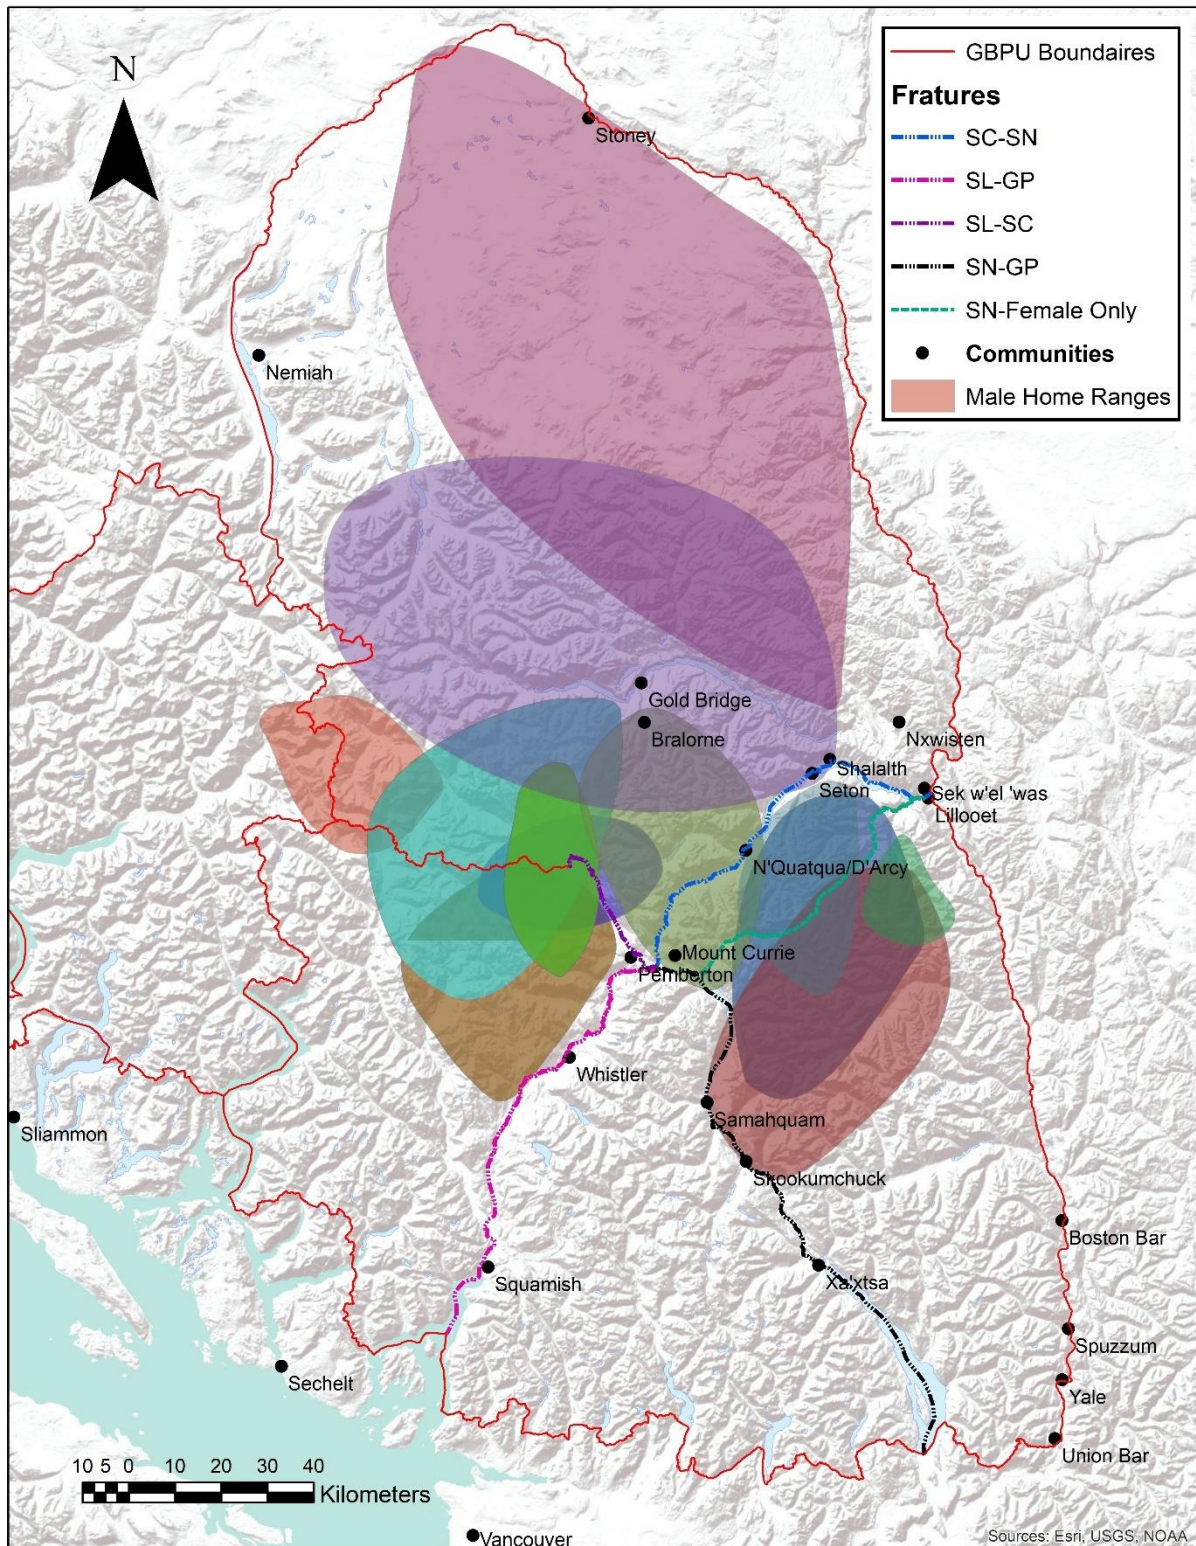 GBPU Boundaires
N
Fratures
Stoney
SC-SN
SL-GP
SL-SC
SN-GP
SN-Female Only
Communities
Nemiah
Male Home Ranges
Gold Bridge
Bralorne
Nxwisten
Shalalth
Seton
Sek w'el 'was
Lillooet
N'Quatqua/D'Arcy
Mount Currie
Pemberton
Whistler
Samahquam
Sliammon
Skookumchuck
Boston Bar
Squamish
Xa'xtsa
Spuzzum
Sechelt
Yale
Union Bar
10 5 0 10 20 30 40
Kilometers
Vancouver
Sources: Esri, USGS, NOAA